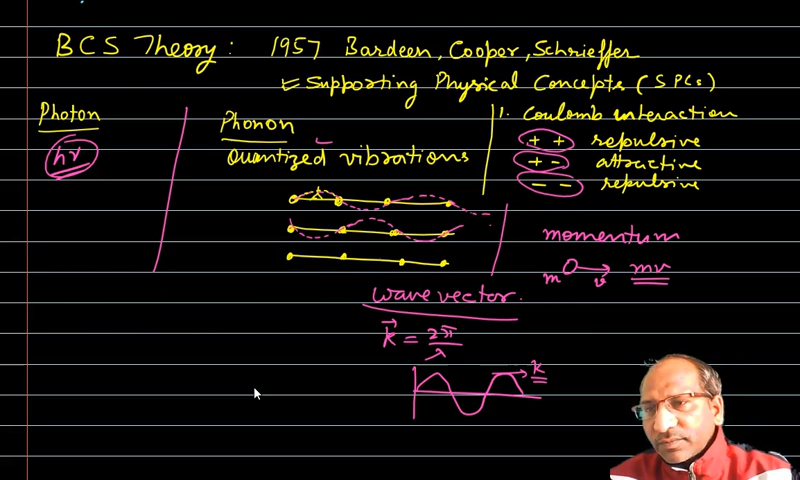 BCS Theory : 1957 Bardeen, Cooper, Schrieffer
Supporting Physical Concepts (SPCs)
Photon
hν
Phonon
Quantized vibrations
1. Coulomb interaction
+ + repulsive
+ - attractive
- - repulsive
momentum
m v mv
wave vector.
k = 2π/λ
k